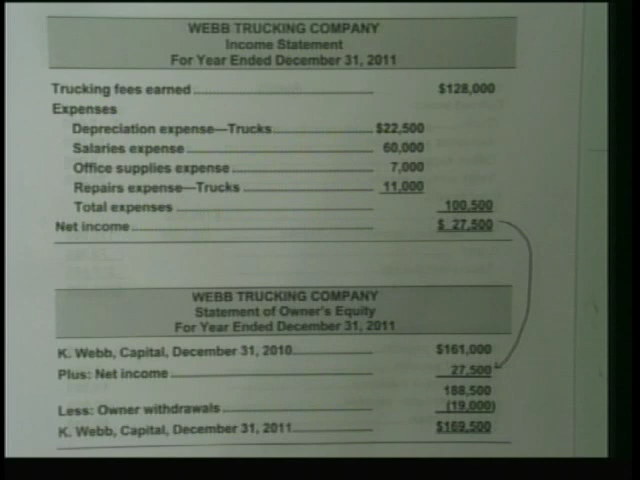 WEBB TRUCKING COMPANY
Income Statement
For Year Ended December 31, 2011
Trucking fees earned $128,000
Expenses
Depreciation expense—Trucks $22,500
Salaries expense 60,000
Office supplies expense 7,000
Repairs expense—Trucks 11,000
Total expenses 100,500
Net income $ 27,500
WEBB TRUCKING COMPANY
Statement of Owner's Equity
For Year Ended December 31, 2011
K. Webb, Capital, December 31, 2010 $161,000
Plus: Net income 27,500
188,500
Less: Owner withdrawals (19,000)
K. Webb, Capital, December 31, 2011 $169,500